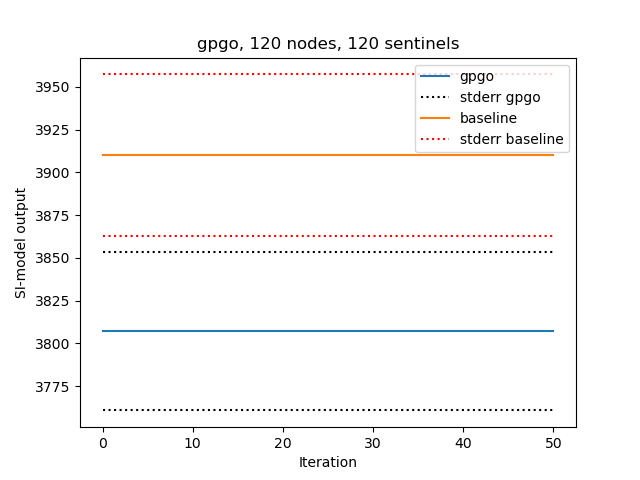 gpgo, 120 nodes, 120 sentinels
gpgo
stderr gpgo
baseline
stderr baseline
SI-model output
3950
3925
3900
3875
3850
3825
3800
3775
0 10 20 30 40 50
Iteration